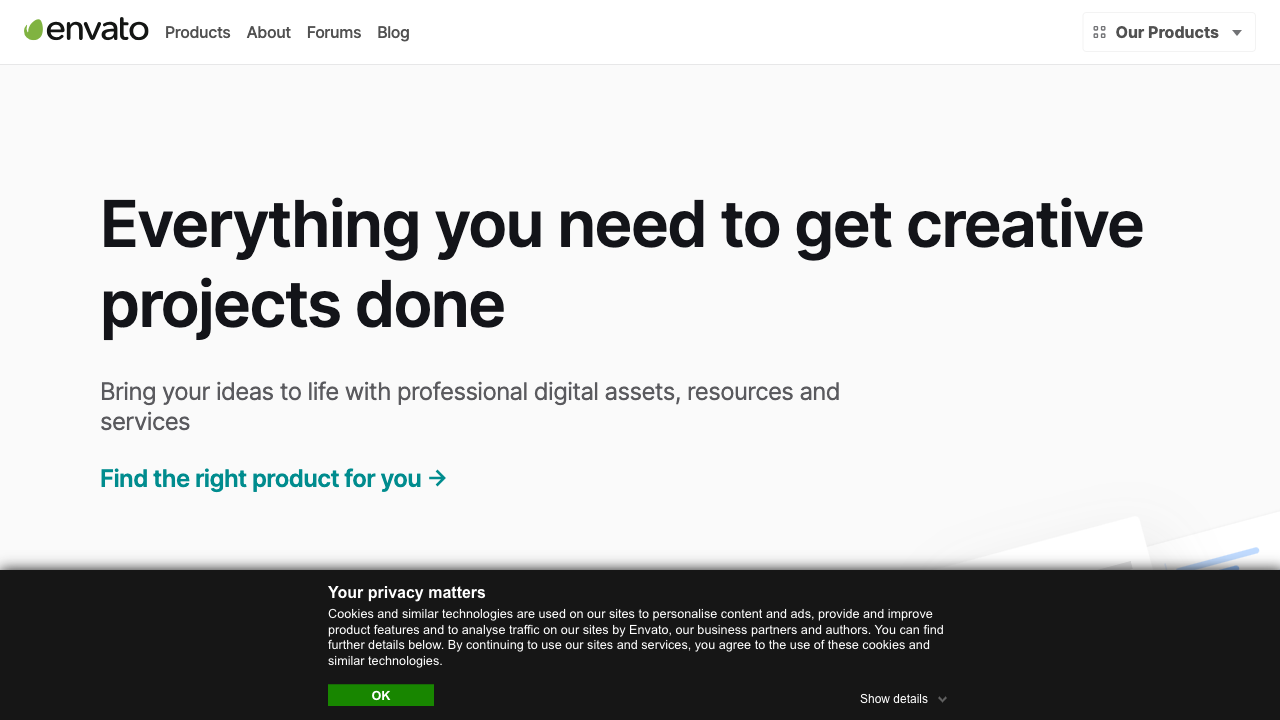 envato
Products
About
Forums
Blog
Our Products
Everything you need to get creative
projects done
Bring your ideas to life with professional digital assets, resources and
services
Find the right product for you →
Your privacy matters
Cookies and similar technologies are used on our sites to personalise content and ads, provide and improve
product features and to analyse traffic on our sites by Envato, our business partners and authors. You can find
further details below. By continuing to use our sites and services, you agree to the use of these cookies and
similar technologies.
OK
Show details